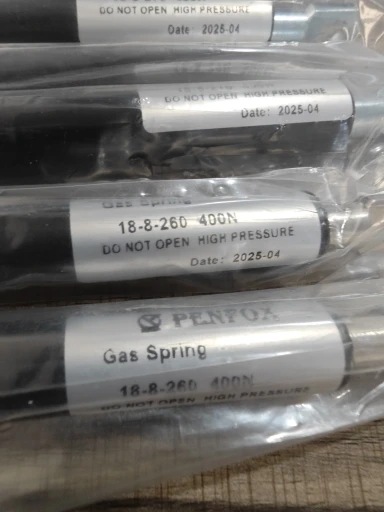 DO NOT OPEN HIGH PRESSURE
Date: 2025-04
DO NOT OPEN HIGH PRESSURE
Date: 2025-04
Gas Spring
18-8-260 400N
DO NOT OPEN HIGH PRESSURE
Date: 2025-04
PENFOX
Gas Spring
18-8-260 400N
DO NOT OPEN HIGH PRESSURE